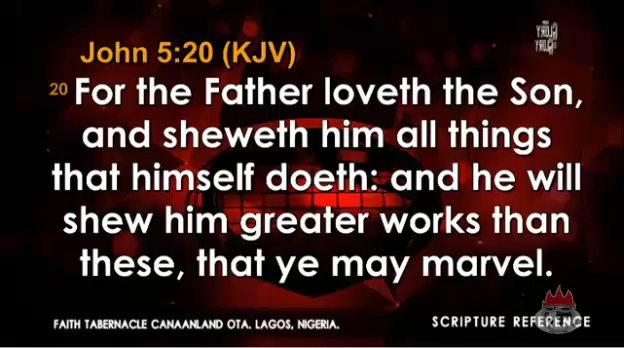 John 5:20 (KJV)
20 For the Father loveth the Son,
and sheweth him all things
that himself doeth: and he will
shew him greater works than
these, that ye may marvel.
FAITH TABERNACLE CANAANLAND OTA. LAGOS, NIGERIA.
SCRIPTURE REFERENCE